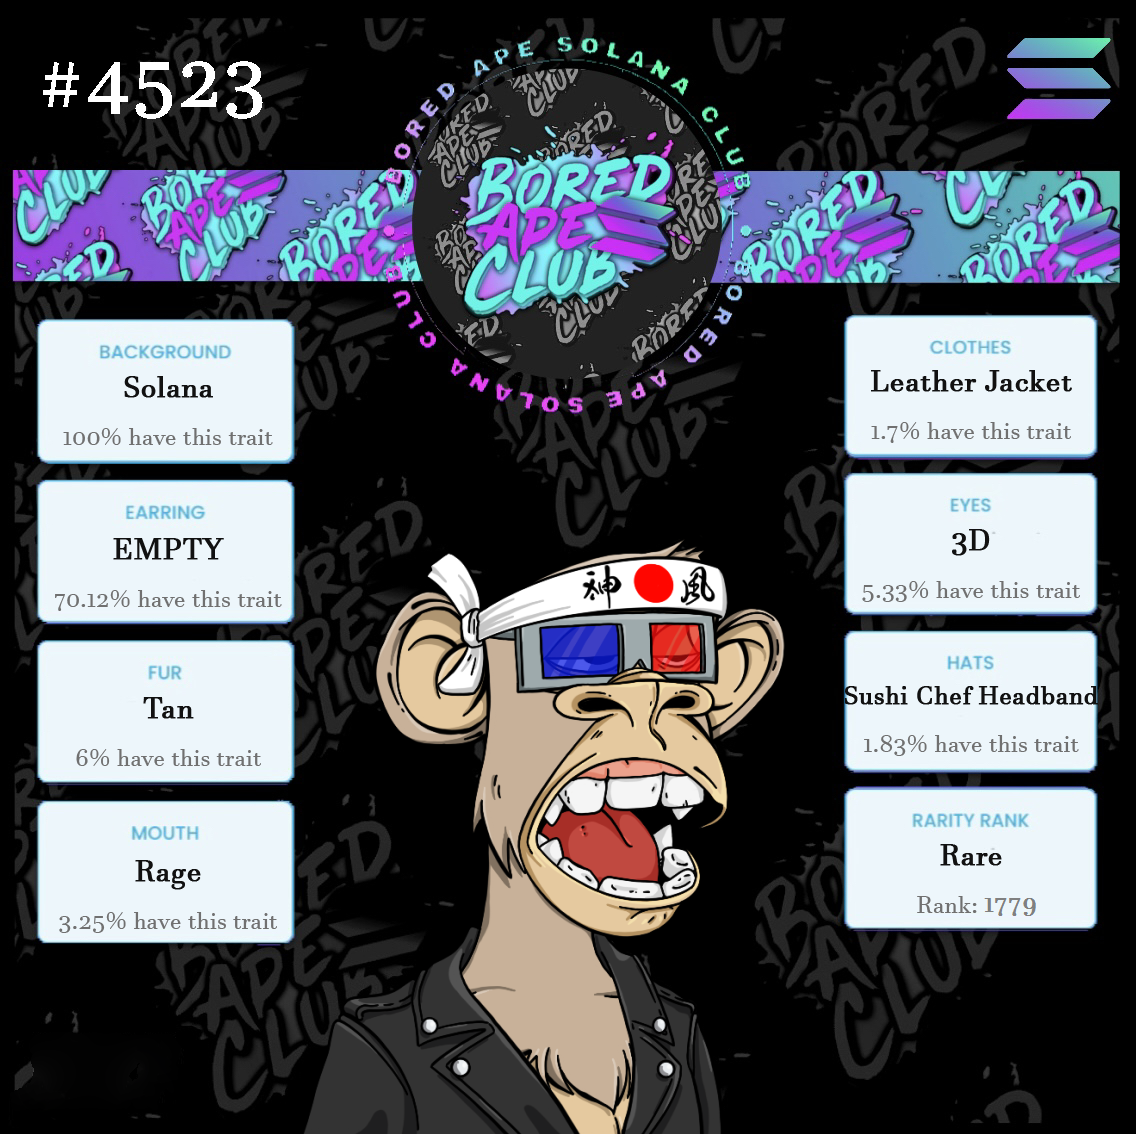 #4523
BORED APE SOLANA CLUB
BORED
APE
CLUB
BORED APE SOLANA CLUB
BACKGROUND
Solana
100% have this trait
EARRING
EMPTY
70.12% have this trait
FUR
Tan
6% have this trait
MOUTH
Rage
3.25% have this trait
CLOTHES
Leather Jacket
1.7% have this trait
EYES
3D
5.33% have this trait
HATS
Sushi Chef Headband
1.83% have this trait
RARITY RANK
Rare
Rank: 1779
神 風